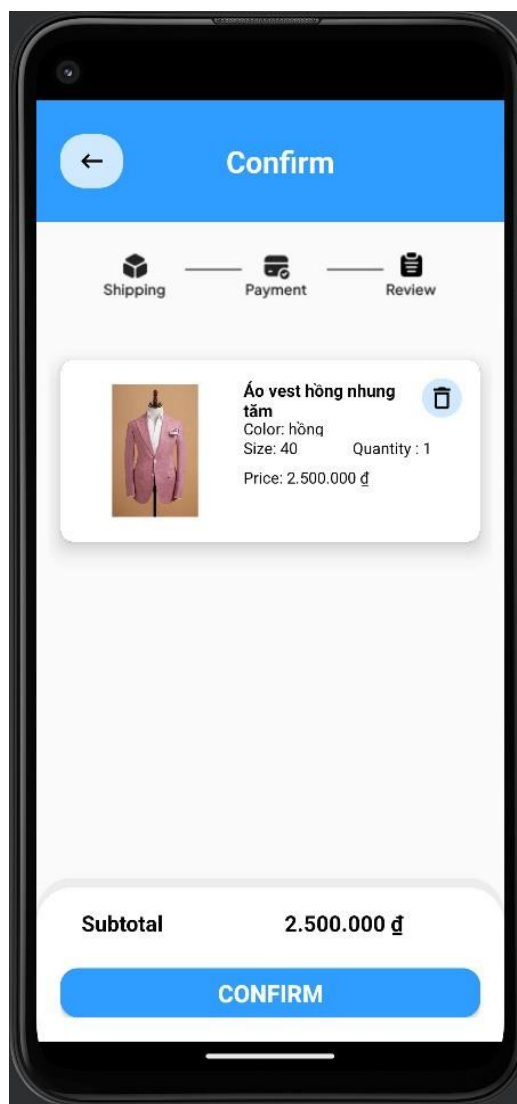 Confirm
Shipping
Payment
Review
Áo vest hồng nhung
tăm
Color: hồng
Size: 40
Quantity : 1
Price: 2.500.000 ₫
Subtotal
2.500.000 ₫
CONFIRM